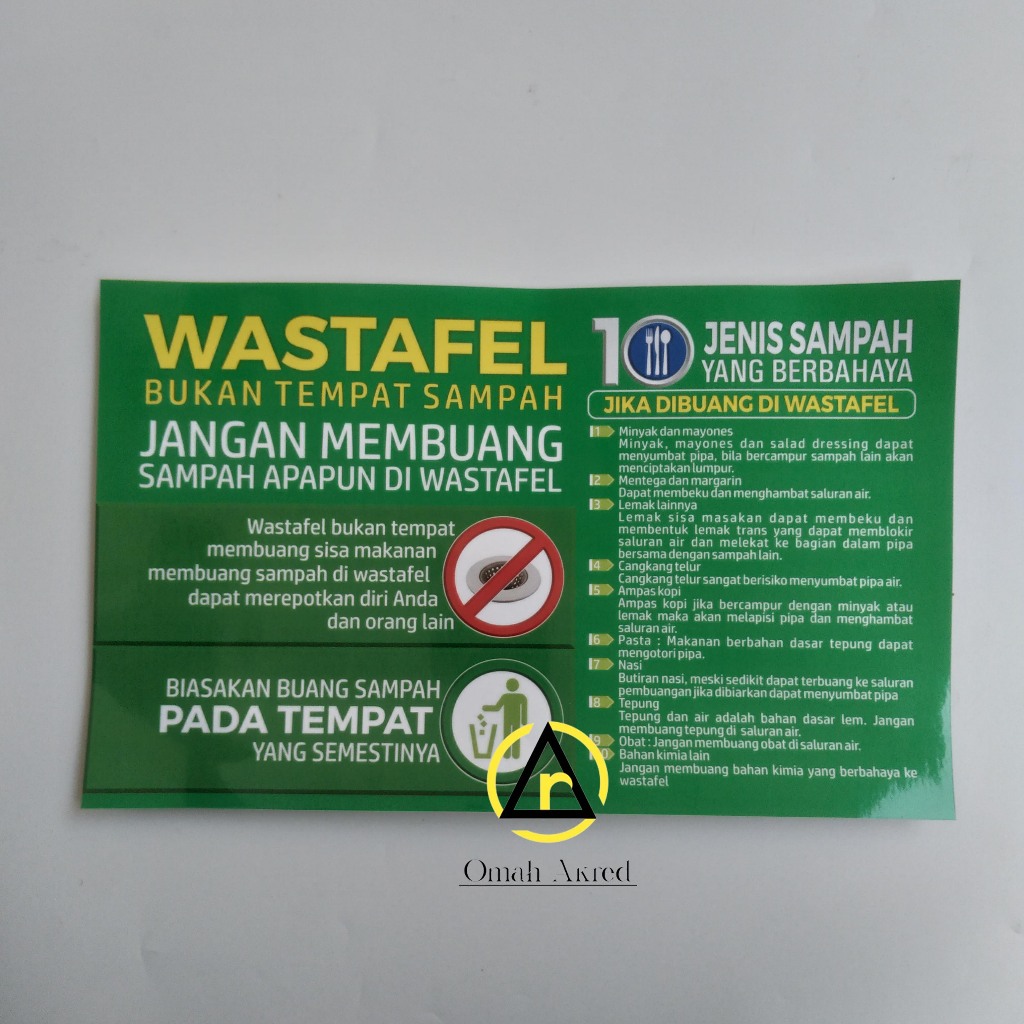 WASTAFEL
BUKAN TEMPAT SAMPAH
JANGAN MEMBUANG
SAMPAH APAPUN DI WASTAFEL
Wastafel bukan tempat
membuang sisa makanan
membuang sampah di wastafel
dapat merepotkan diri Anda
dan orang lain
BIASAKAN BUANG SAMPAH
PADA TEMPAT
YANG SEMESTINYA
10 JENIS SAMPAH
YANG BERBAHAYA
JIKA DIBUANG DI WASTAFEL
1 Minyak dan mayones
Minyak, mayones dan salad dressing dapat
menyumbat pipa, bila bercampur sampah lain akan
menciptakan lumpur.
2 Mentega dan margarin
Dapat membeku dan menghambat saluran air.
3 Lemak lainnya
Lemak sisa masakan dapat membeku dan
membentuk lemak trans yang dapat memblokir
saluran air dan melekat ke bagian dalam pipa
bersama dengan sampah lain.
4 Cangkang telur
Cangkang telur sangat berisiko menyumbat pipa air.
5 Ampas kopi
Ampas kopi jika bercampur dengan minyak atau
lemak maka akan melapisi pipa dan menghambat
saluran air.
6 Pasta : Makanan berbahan dasar tepung dapat
mengotori pipa.
7 Nasi
Butiran nasi, meski sedikit dapat terbuang ke saluran
pembuangan jika dibiarkan dapat menyumbat pipa
8 Tepung
Tepung dan air adalah bahan dasar lem. Jangan
membuang tepung di saluran air.
9 Obat : Jangan membuang obat di saluran air.
10 Bahan kimia lain
Jangan membuang bahan kimia yang berbahaya ke
wastafel
r
Omah Akred